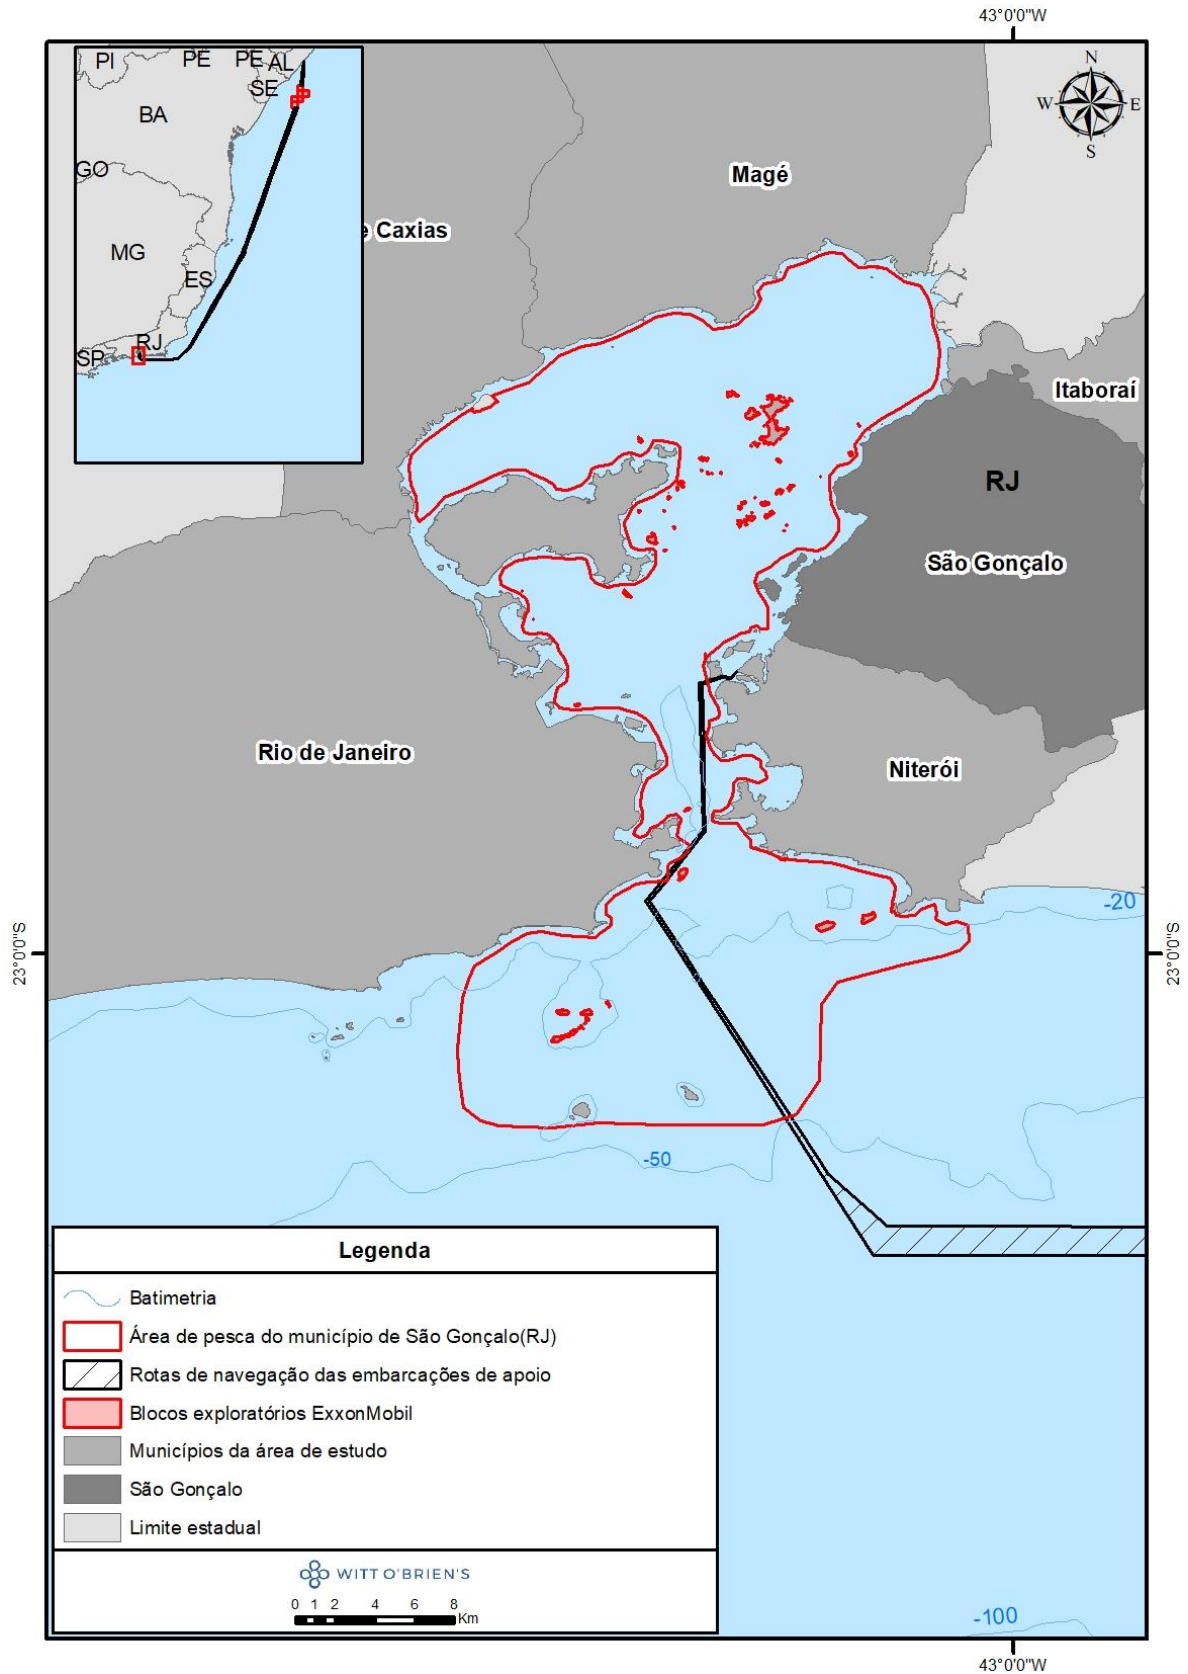 43°0'0"W
PI
PE
PE
AL
SE
BA
GO
MG
ES
RJ
SP
N
W
E
S
Magé
e Caxias
Itaboraí
RJ
São Gonçalo
Rio de Janeiro
Niterói
-20
23°0'0"S
23°0'0"S
-50
Legenda
Batimetria
Área de pesca do município de São Gonçalo(RJ)
Rotas de navegação das embarcações de apoio
Blocos exploratórios ExxonMobil
Municípios da área de estudo
São Gonçalo
Limite estadual
WITT O'BRIEN'S
0 1 2 4 6 8
Km
-100
43°0'0"W